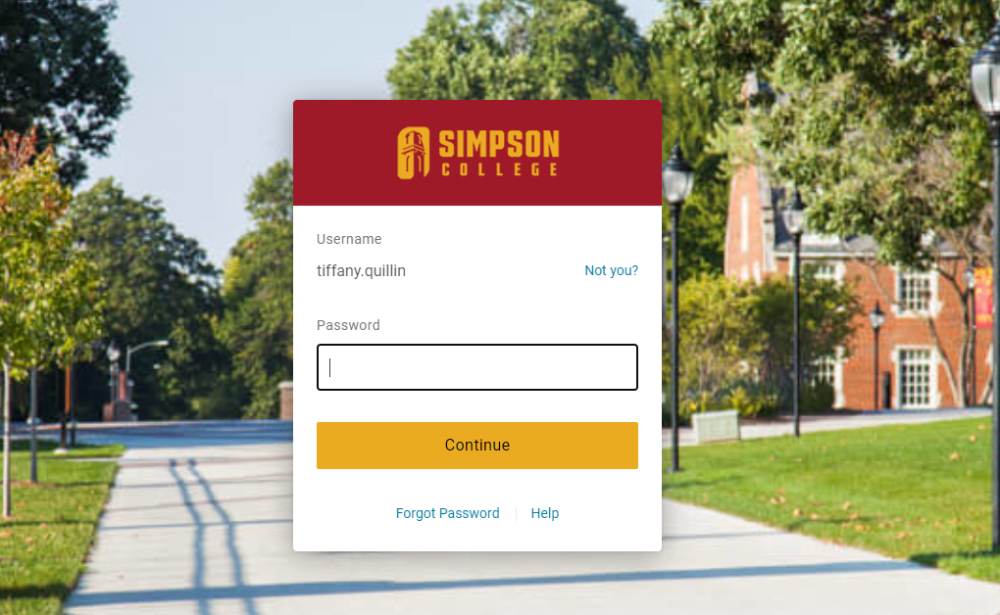 SIMPSON
COLLEGE
Username
tiffany.quillin
Not you?
Password
Continue
Forgot Password
Help